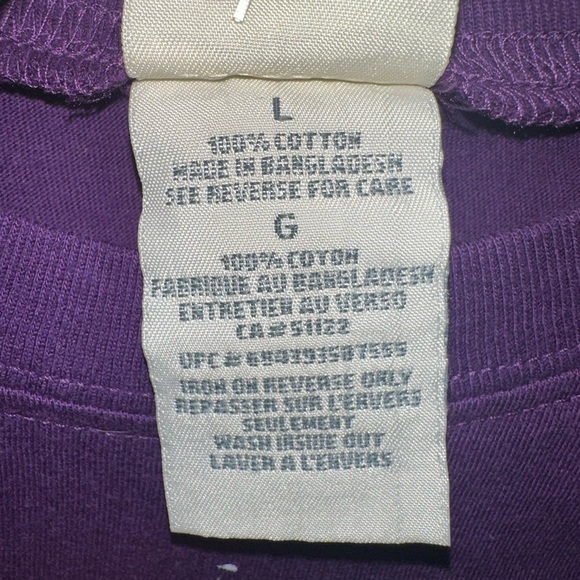 L
100% COTTON
MADE IN BANGLADESH
SEE REVERSE FOR CARE
G
100% COTON
FABRIQUE AU BANGLADESH
ENTRETIEN AU VERSO
CA# 51122
UPC #
IRON ON REVERSE ONLY
REPASSER SUR L'ENVERS
SEULEMENT
WASH INSIDE OUT
LAVER A L'ENVERS